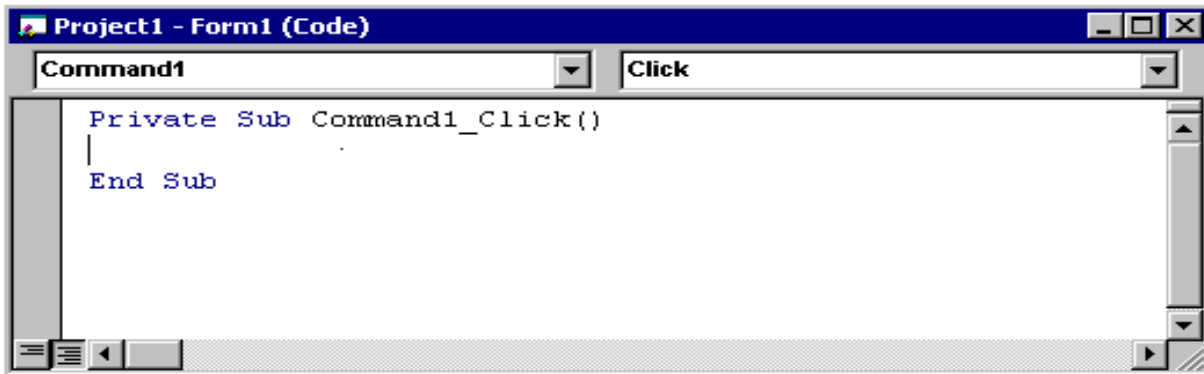 Project1 - Form1 (Code)
Command1 Click
Private Sub Command1_Click()
End Sub